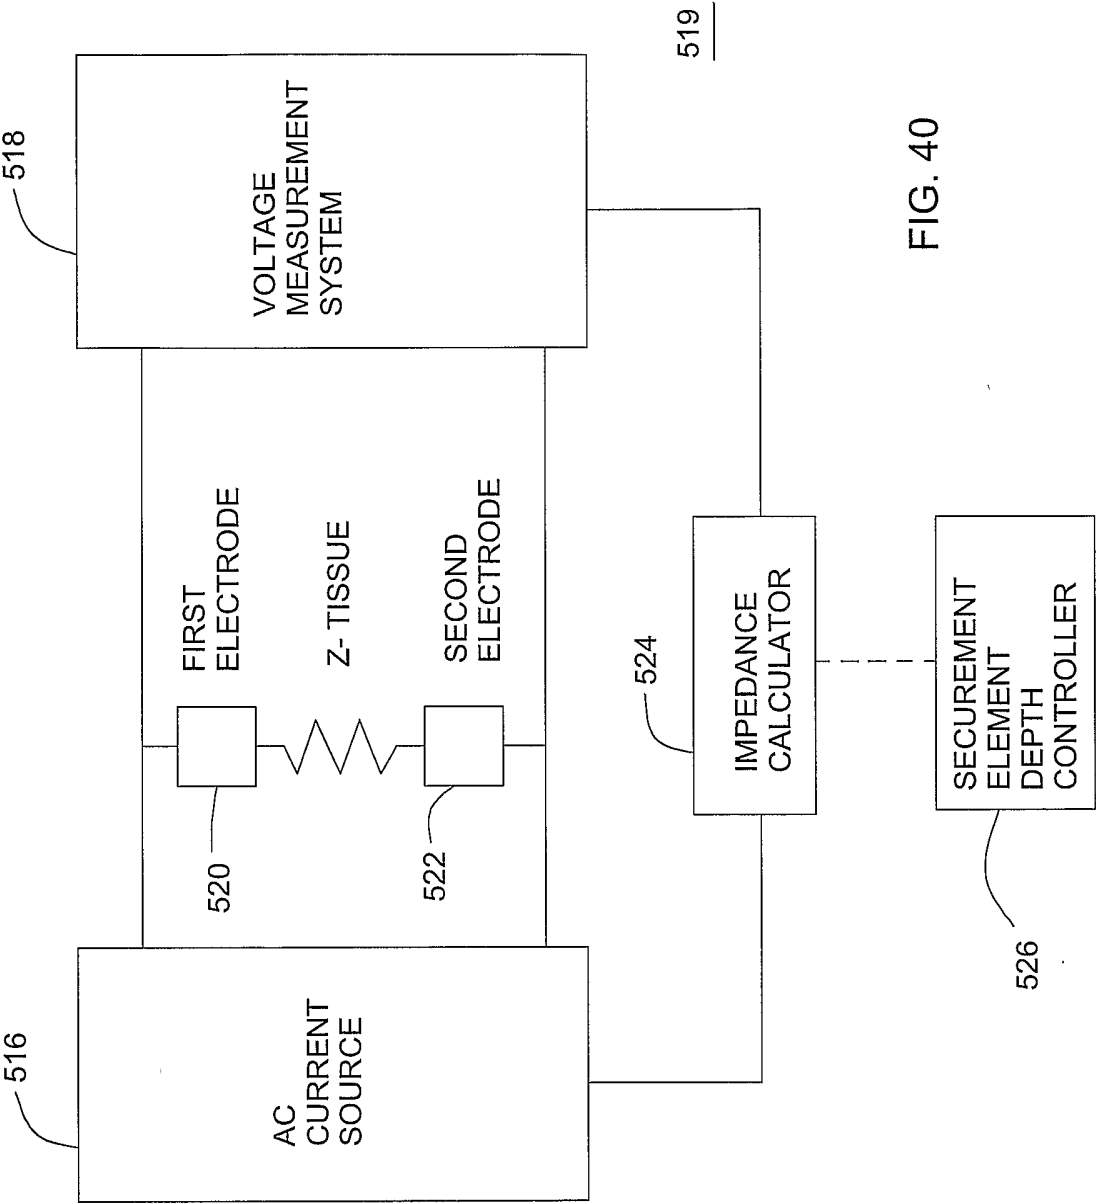 516
AC
CURRENT
SOURCE
518
VOLTAGE
MEASUREMENT
SYSTEM
520
FIRST
ELECTRODE
Z- TISSUE
522
SECOND
ELECTRODE
519
524
IMPEDANCE
CALCULATOR
526
SECUREMENT
ELEMENT
DEPTH
CONTROLLER
FIG. 40